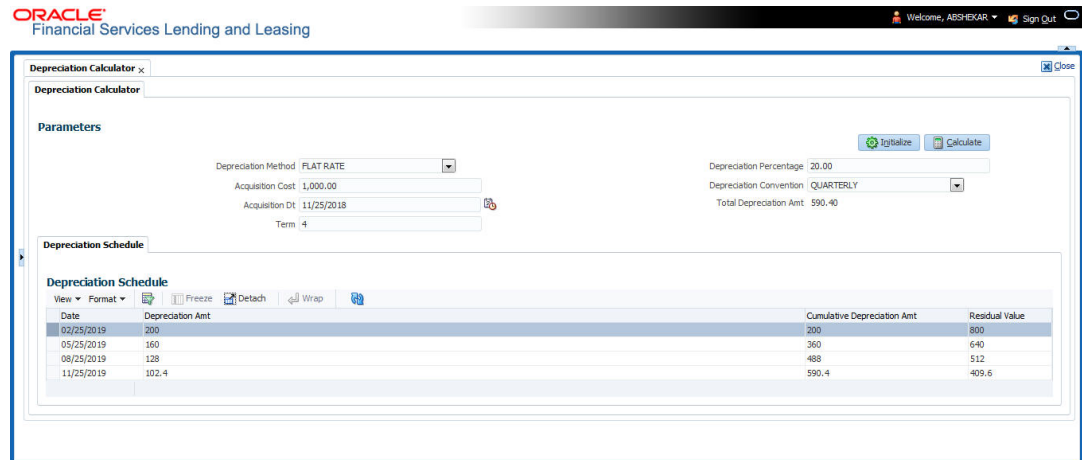 ORACLE®
Financial Services Lending and Leasing
Welcome, ABSHEKAR
Sign Out
Depreciation Calculator
Close
Depreciation Calculator
Parameters
Initialize Calculate
Depreciation Method FLAT RATE
Depreciation Percentage 20.00
Acquisition Cost 1,000.00
Depreciation Convention QUARTERLY
Acquisition Dt 11/25/2018
Total Depreciation Amt 590.40
Term 4
Depreciation Schedule
Depreciation Schedule
View Format Freeze Detach Wrap
Date Depreciation Amt Cumulative Depreciation Amt Residual Value
02/25/2019 200 200 800
05/25/2019 160 360 640
08/25/2019 128 488 512
11/25/2019 102.4 590.4 409.6